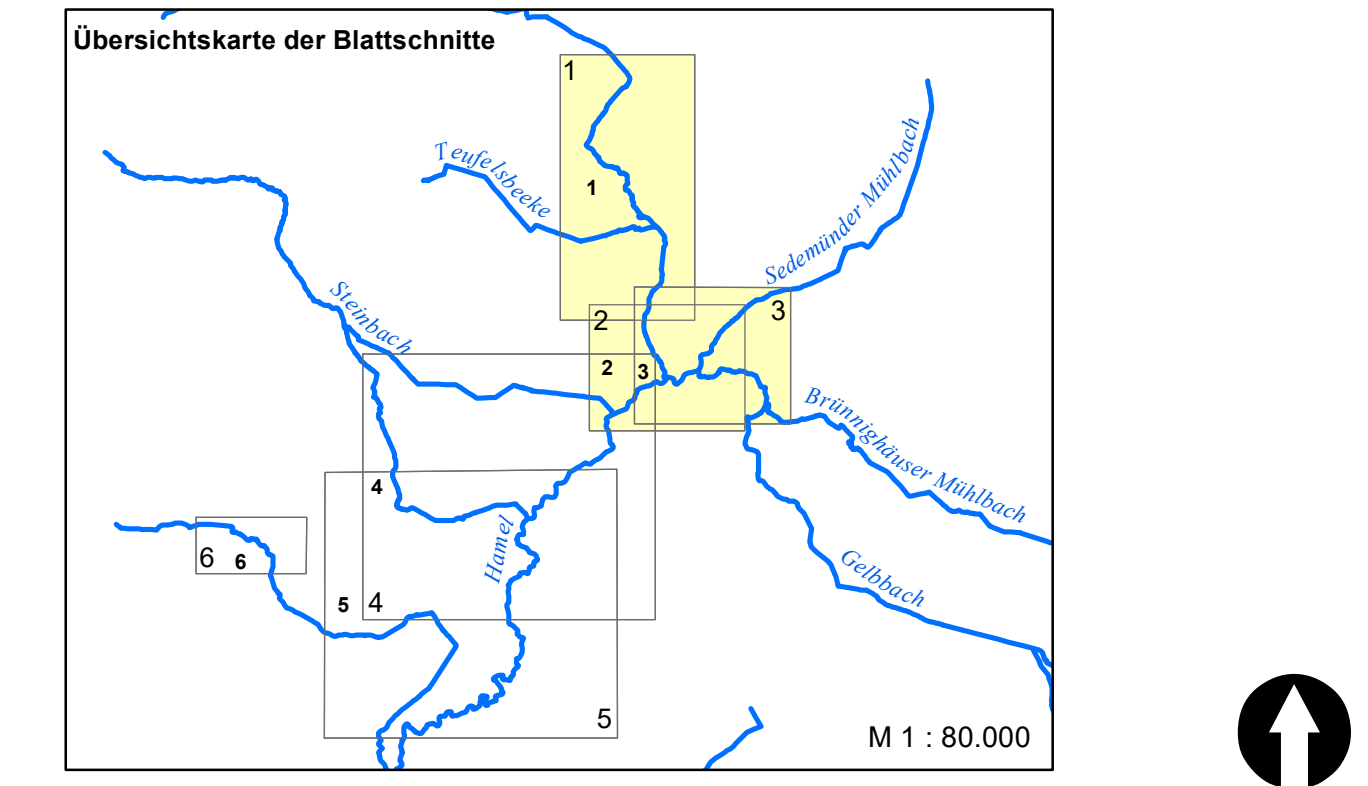 Übersichtskarte der Blattschnitte
1
Teufelsbeeke
1
Sedemünder Mühlbach
Steinbach
2
3
2
3
Brünnighäuser Mühlbach
4
Hamel
6
6
Gelbbach
5
4
5
M 1 : 80.000